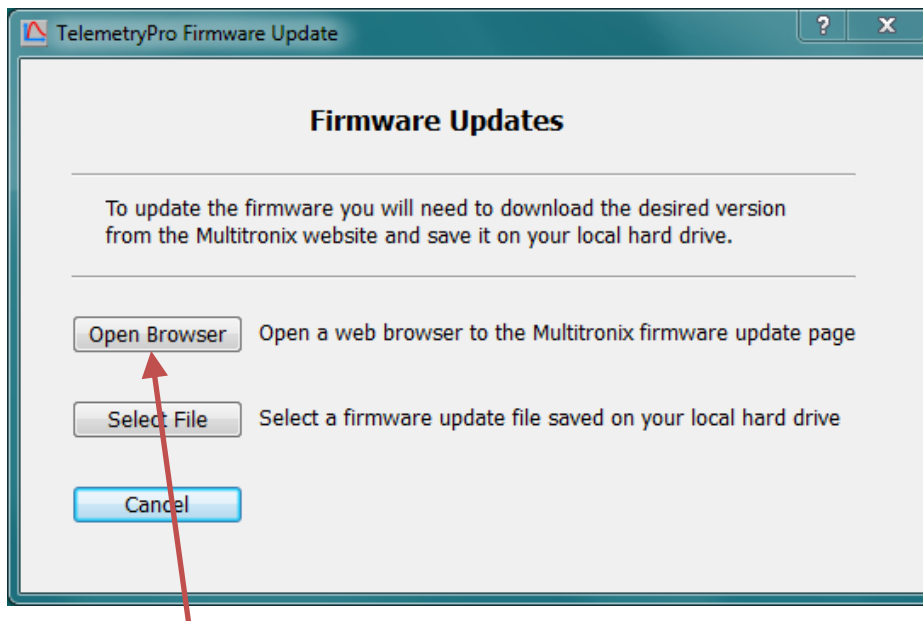 TelemetryPro Firmware Update
Firmware Updates
To update the firmware you will need to download the desired version
from the Multitronix website and save it on your local hard drive.
Open Browser Open a web browser to the Multitronix firmware update page
Select File Select a firmware update file saved on your local hard drive
Cancel